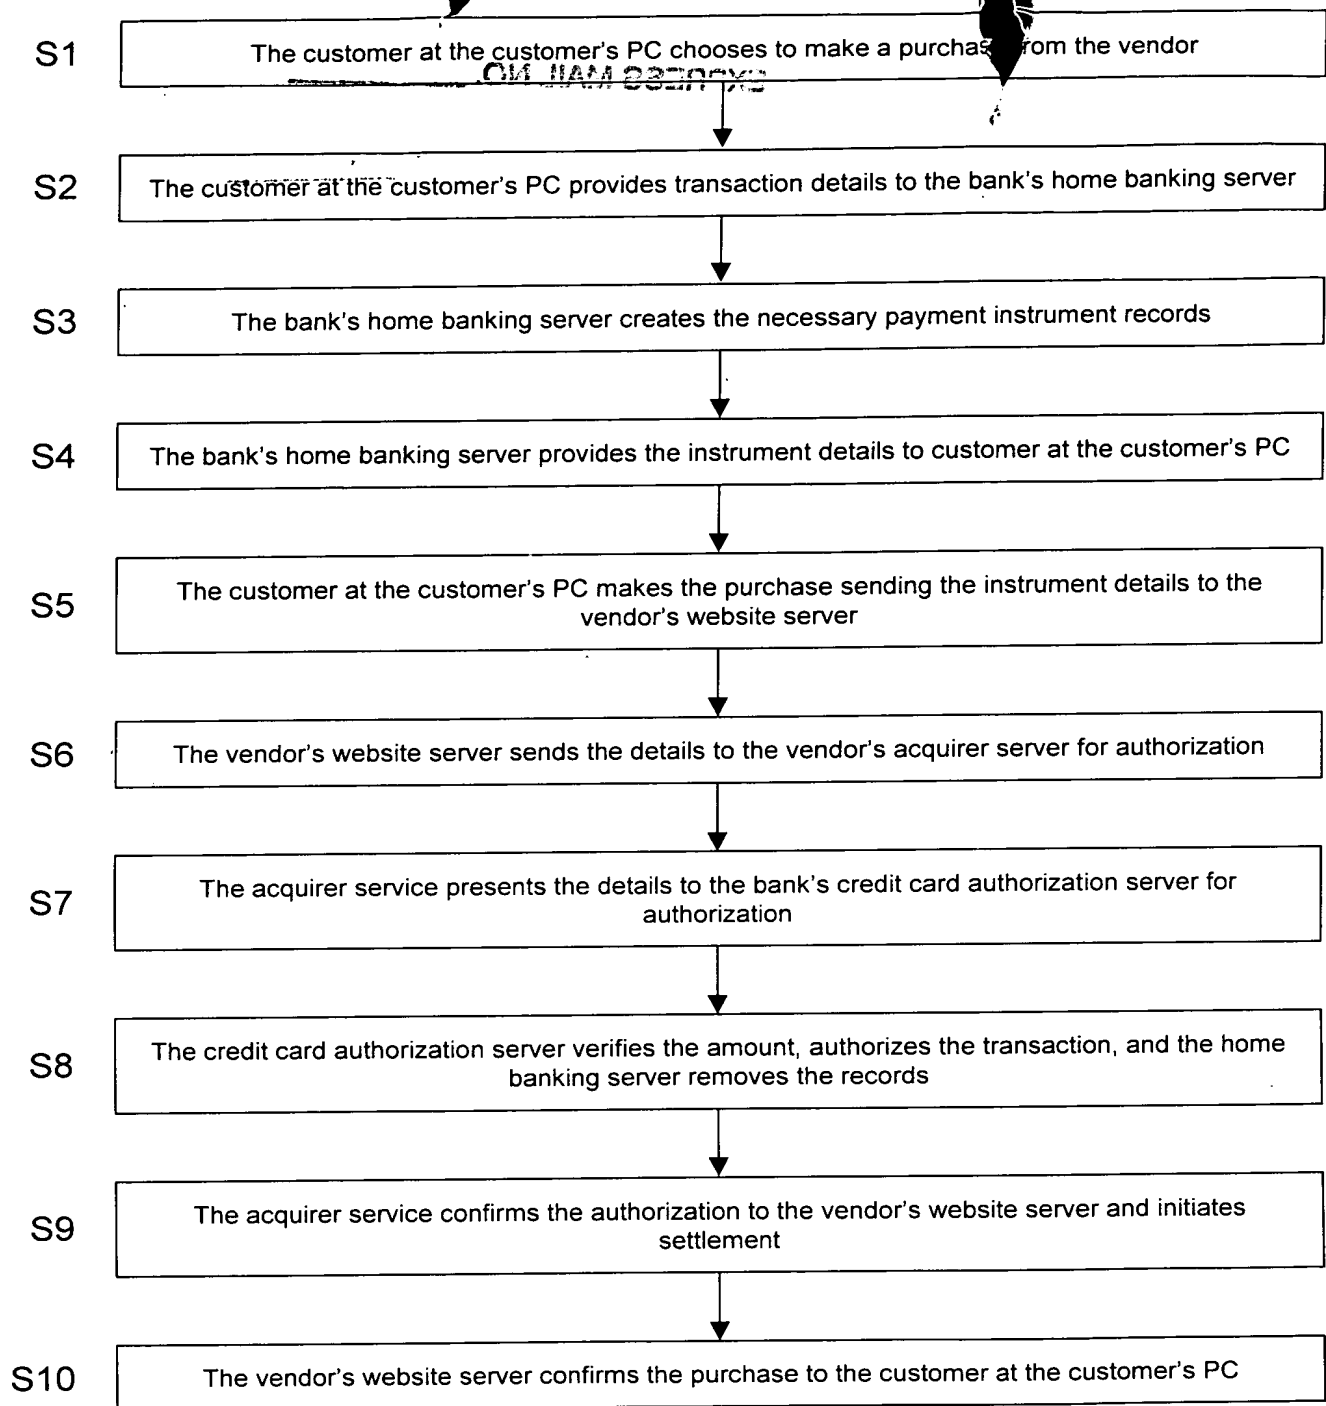 S1
The customer at the customer's PC chooses to make a purchas from the vendor
EXPRESS MAIL NO.
S2
The customer at the customer's PC provides transaction details to the bank's home banking server
S3
The bank's home banking server creates the necessary payment instrument records
S4
The bank's home banking server provides the instrument details to customer at the customer's PC
S5
The customer at the customer's PC makes the purchase sending the instrument details to the
vendor's website server
S6
The vendor's website server sends the details to the vendor's acquirer server for authorization
S7
The acquirer service presents the details to the bank's credit card authorization server for
authorization
S8
The credit card authorization server verifies the amount, authorizes the transaction, and the home
banking server removes the records
S9
The acquirer service confirms the authorization to the vendor's website server and initiates
settlement
S10
The vendor's website server confirms the purchase to the customer at the customer's PC